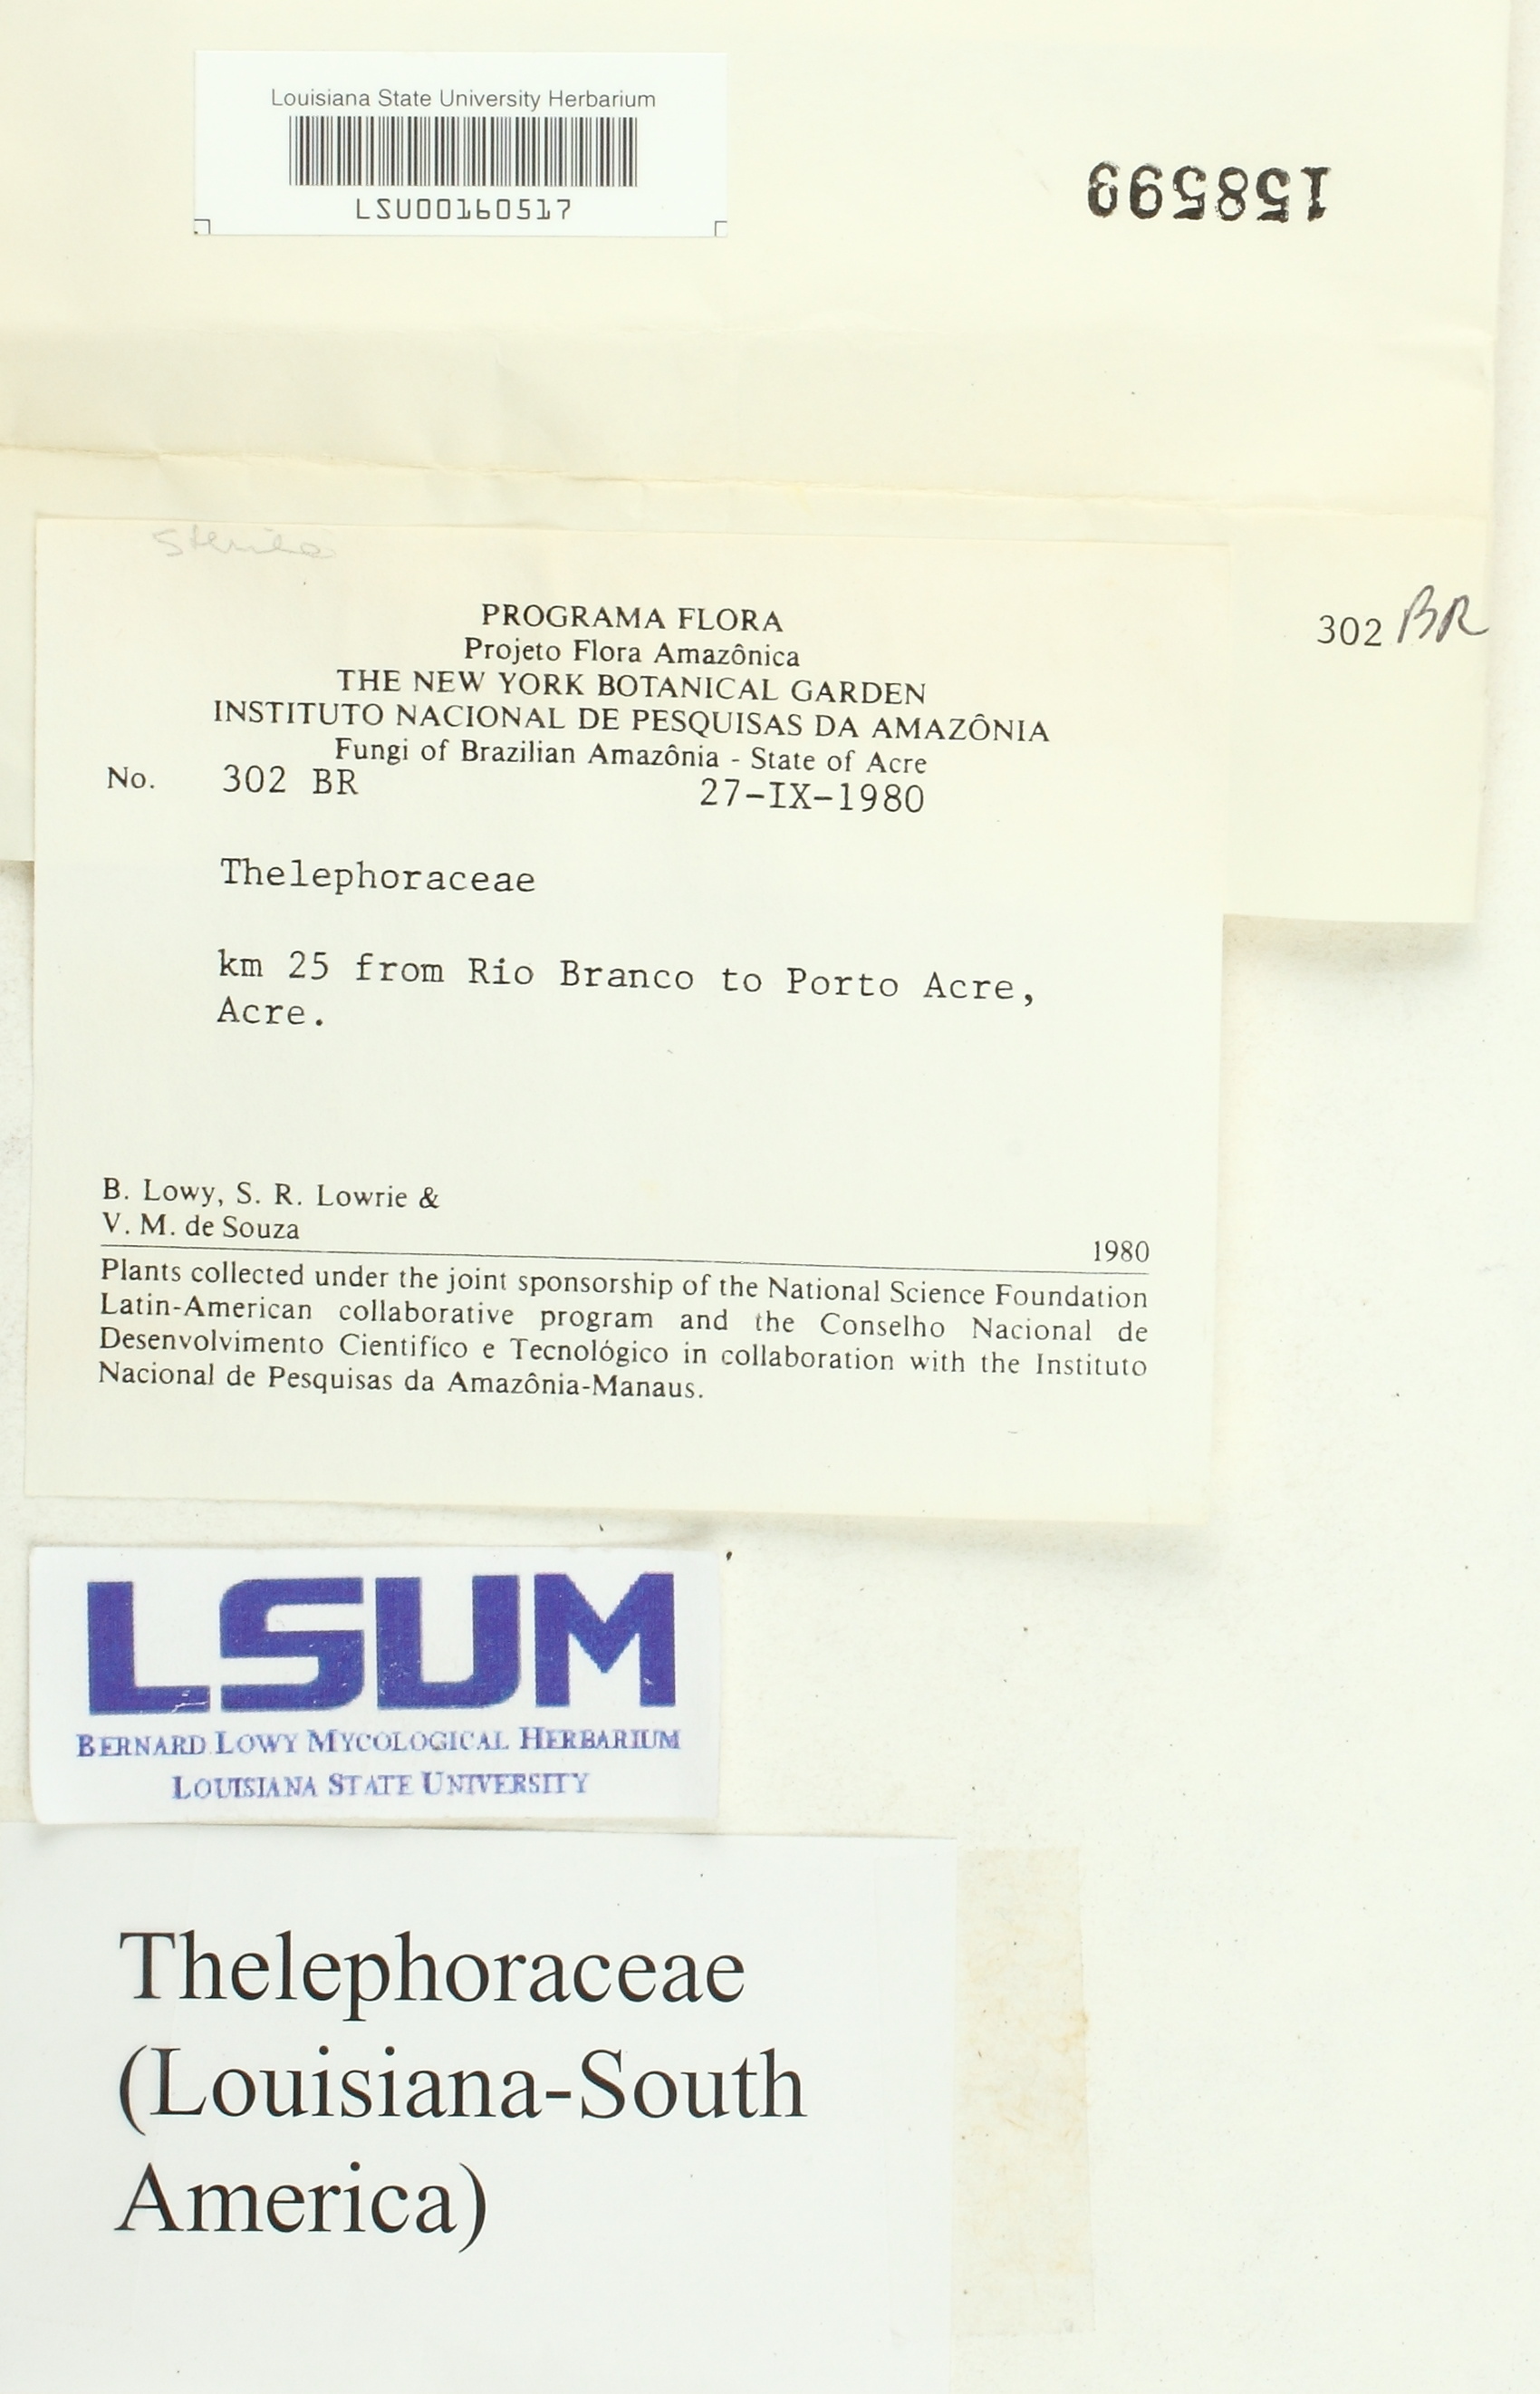 Louisiana State University Herbarium
LSU00160517
158599
302 BR
PROGRAMA FLORA
Projeto Flora Amazônica
THE NEW YORK BOTANICAL GARDEN
INSTITUTO NACIONAL DE PESQUISAS DA AMAZÔNIA
Fungi of Brazilian Amazônia - State of Acre
No. 302 BR 27-IX-1980
Thelephoraceae
km 25 from Rio Branco to Porto Acre,
Acre.
B. Lowy, S. R. Lowrie &
V. M. de Souza
1980
Plants collected under the joint sponsorship of the National Science Foundation
Latin-American collaborative program and the Conselho Nacional de
Desenvolvimento Cientifíco e Tecnológico in collaboration with the Instituto
Nacional de Pesquisas da Amazônia-Manaus.
LSUM
BERNARD LOWY MYCOLOGICAL HERBARIUM
LOUISIANA STATE UNIVERSITY
Thelephoraceae
(Louisiana-South
America)